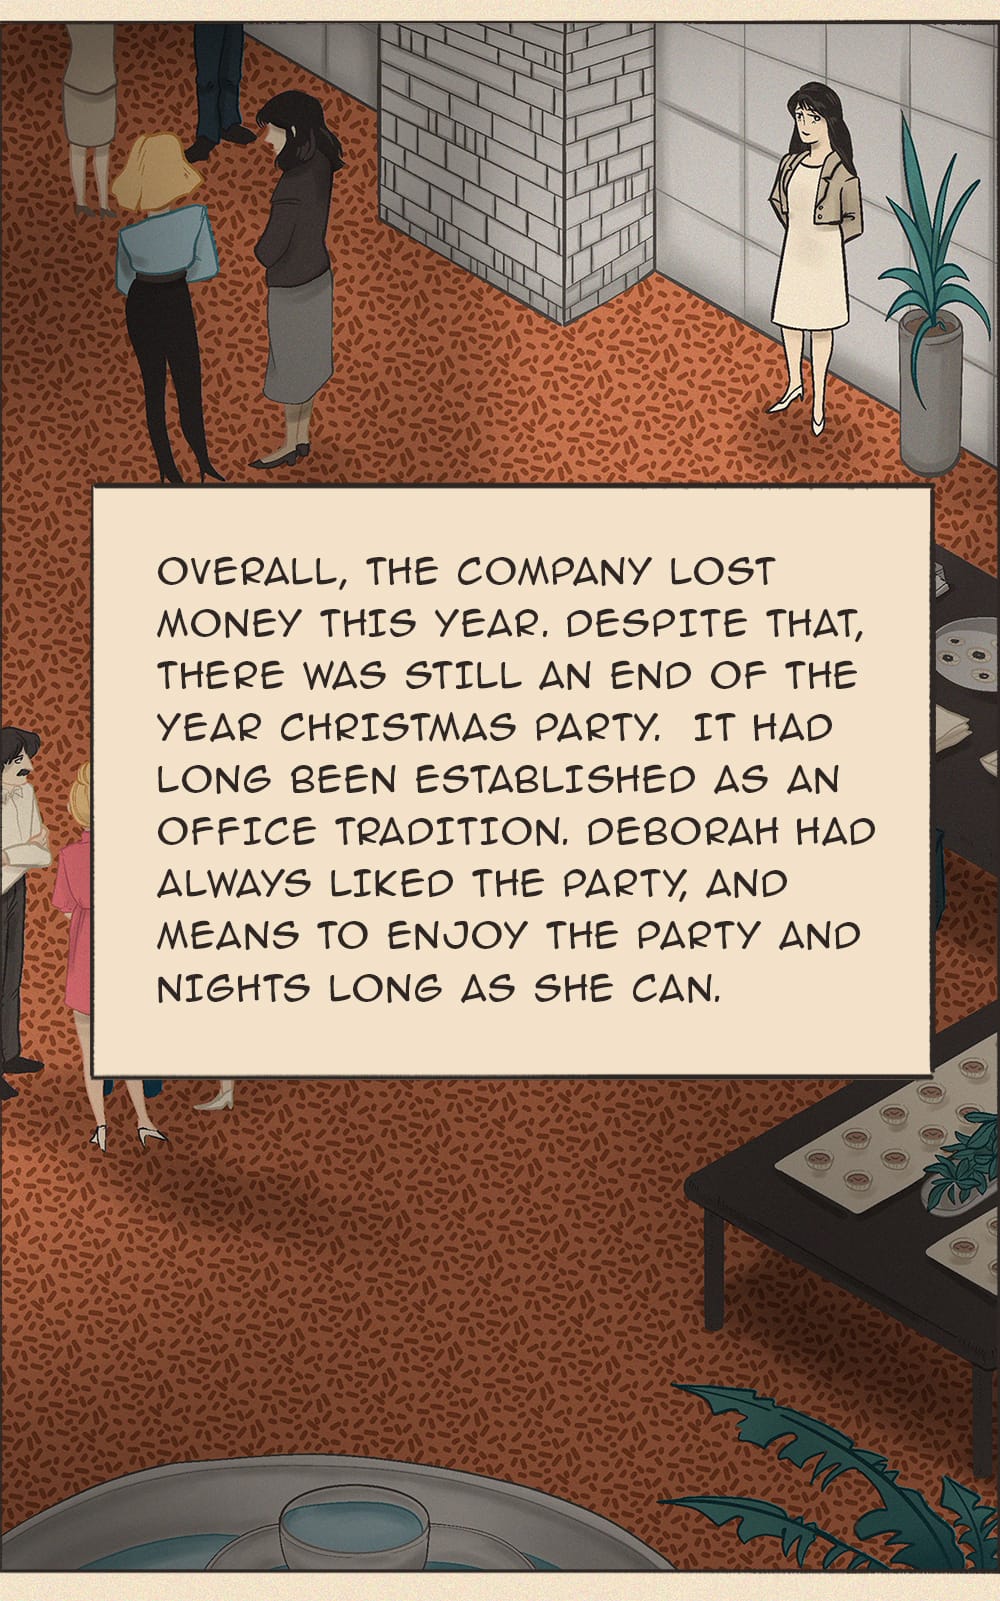 OVERALL, THE COMPANY LOST
MONEY THIS YEAR. DESPITE THAT,
THERE WAS STILL AN END OF THE
YEAR CHRISTMAS PARTY. IT HAD
LONG BEEN ESTABLISHED AS AN
OFFICE TRADITION. DEBORAH HAD
ALWAYS LIKED THE PARTY, AND
MEANS TO ENJOY THE PARTY AND
NIGHTS LONG AS SHE CAN.